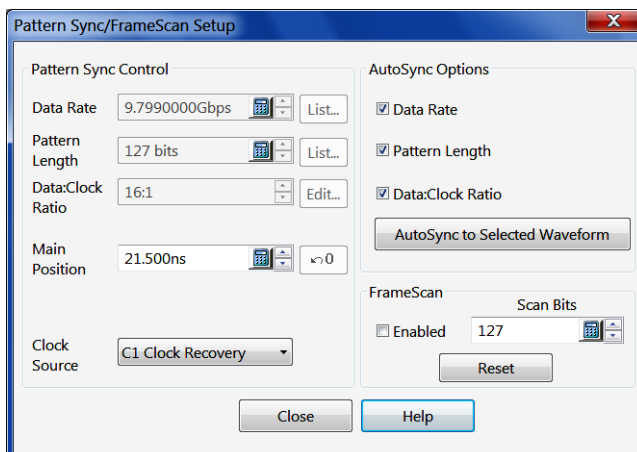 Pattern Sync/FrameScan Setup
X
Pattern Sync Control
Data Rate
9.7990000Gbps
List...
Pattern
Length
127 bits
List...
Data:Clock
Ratio
16:1
Edit...
Main
Position
21.500ns
0
Clock
Source
C1 Clock Recovery
AutoSync Options
Data Rate
Pattern Length
Data:Clock Ratio
AutoSync to Selected Waveform
FrameScan
Scan Bits
Enabled
127
Reset
Close
Help